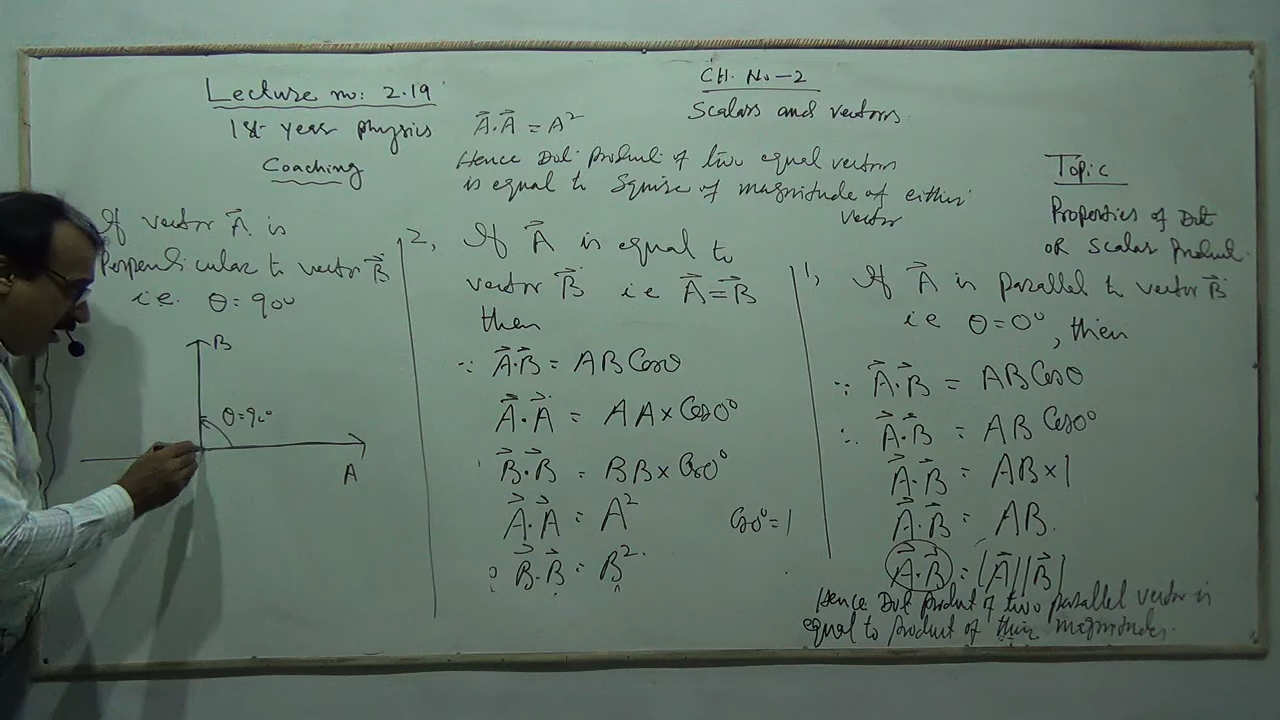 Lecture no: 2.19
1st year physics
Coaching
CH. No-2
Scalars and vectors.
Topic
Properties of Dot
OR Scalar Product.
1, If A⃗ is parallel to vector B⃗
ie θ=0°, then
∵ A⃗.B⃗ = AB Cosθ
∴ A⃗.B⃗ = AB Cos0°
A⃗.B⃗ = AB×1
A⃗.B⃗ = AB.
A⃗.B⃗ = |A⃗||B⃗|
Hence Dot product of two parallel vector is
equal to product of their magnitudes.
2, If A⃗ is equal to
vector B⃗ ie A⃗=B⃗
then
∵ A⃗.B⃗ = AB Cosθ
A⃗.A⃗ = AA×Cos0°
B⃗.B⃗ = BB×Cos0°
A⃗.A⃗ = A²
Cos0°=1
B⃗.B⃗ = B².
A⃗.A⃗ = A²
Hence Dot Product of two equal vectors
is equal to Squire of magnitude of either
vector
If vector A⃗ is
Perpendicular to vector B⃗
i.e. θ=90°
B
θ=90°
A